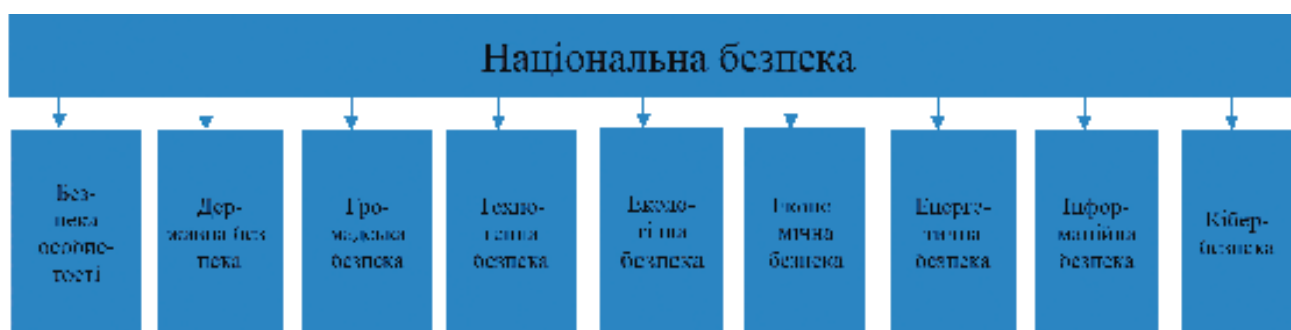 Національна безпека
Без-
пека
особис-
тості
Дер-
жавна без
пека
Гро-
мадська
безпека
Техно-
генна
безпека
Еколо-
гічна
безпека
Еконо
мічна
безпека
Енерге-
тична
безпека
Інфор-
маційна
безпека
Кібер-
безпека